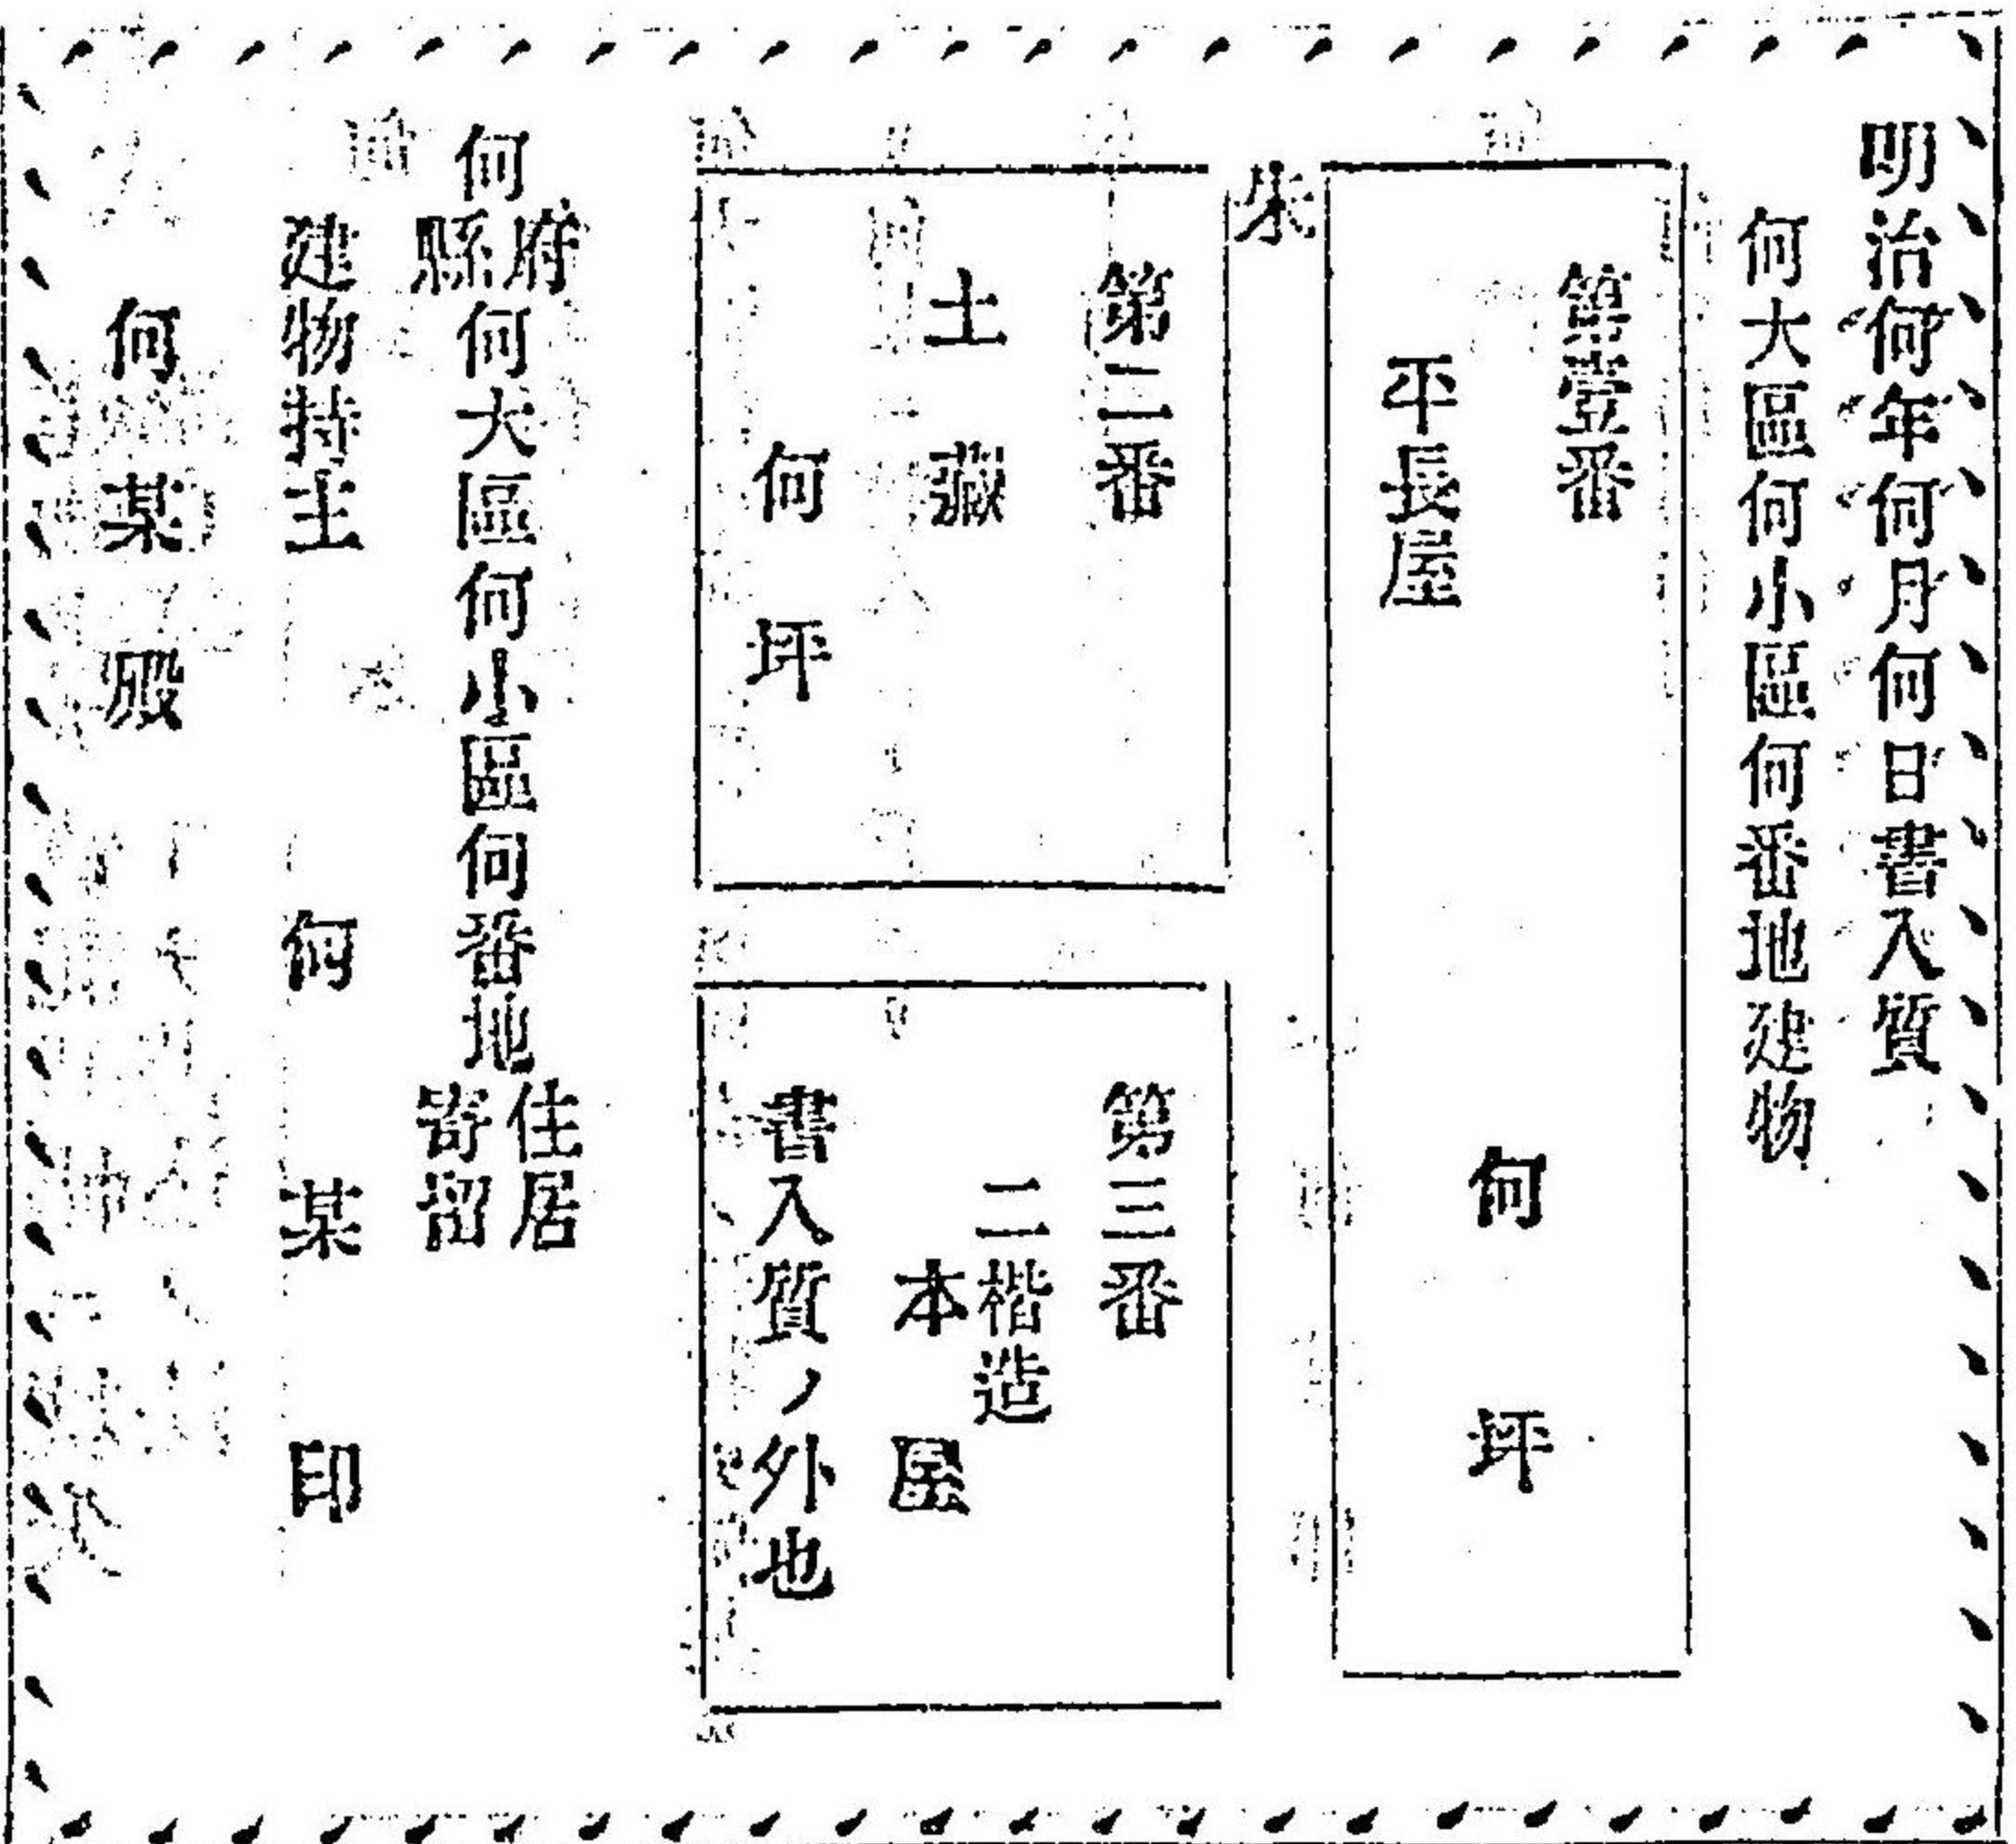 明治何年何月何日書入質
何大區何小區何番地建物
第壹番
平長屋
何坪
朱
第二番
土藏
何坪
第三番
二楷造
本屋
書入質ノ外也
何府縣何大區何小區何番地住居寄留
建物持主 何某印
何某殿